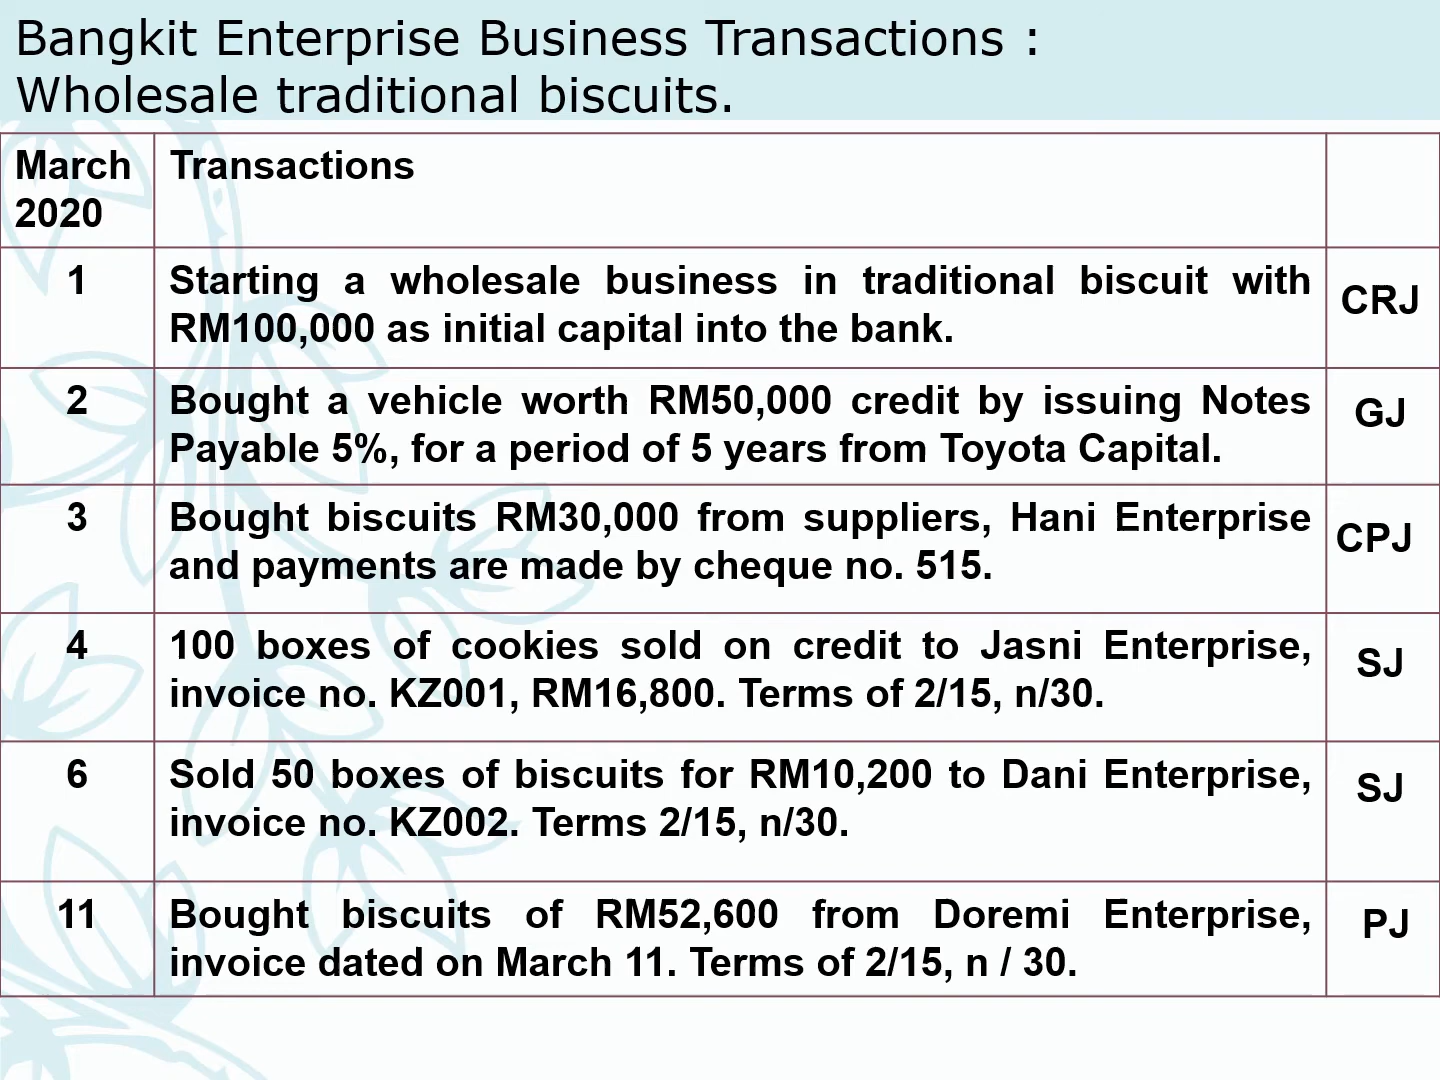 Bangkit Enterprise Business Transactions :
Wholesale traditional biscuits.
March 2020
Transactions
1
Starting a wholesale business in traditional biscuit with
RM100,000 as initial capital into the bank.
CRJ
2
Bought a vehicle worth RM50,000 credit by issuing Notes
Payable 5%, for a period of 5 years from Toyota Capital.
GJ
3
Bought biscuits RM30,000 from suppliers, Hani Enterprise
and payments are made by cheque no. 515.
CPJ
4
100 boxes of cookies sold on credit to Jasni Enterprise,
invoice no. KZ001, RM16,800. Terms of 2/15, n/30.
SJ
6
Sold 50 boxes of biscuits for RM10,200 to Dani Enterprise,
invoice no. KZ002. Terms 2/15, n/30.
SJ
11
Bought biscuits of RM52,600 from Doremi Enterprise,
invoice dated on March 11. Terms of 2/15, n / 30.
PJ